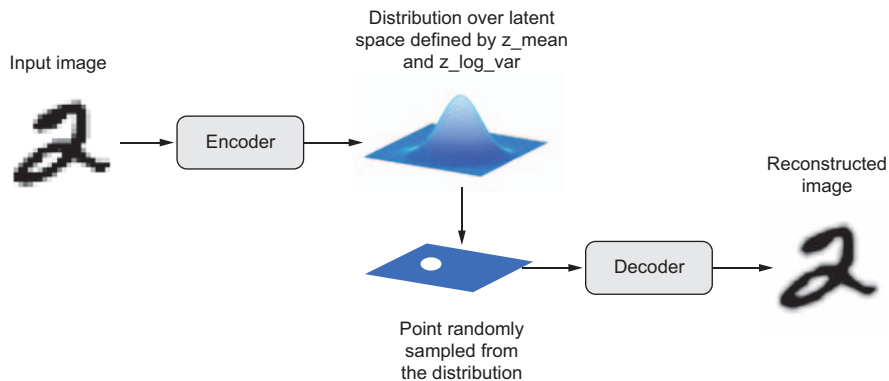 Input image
Encoder
Distribution over latent
space defined by z_mean
and z_log_var
Point randomly
sampled from
the distribution
Decoder
Reconstructed
image